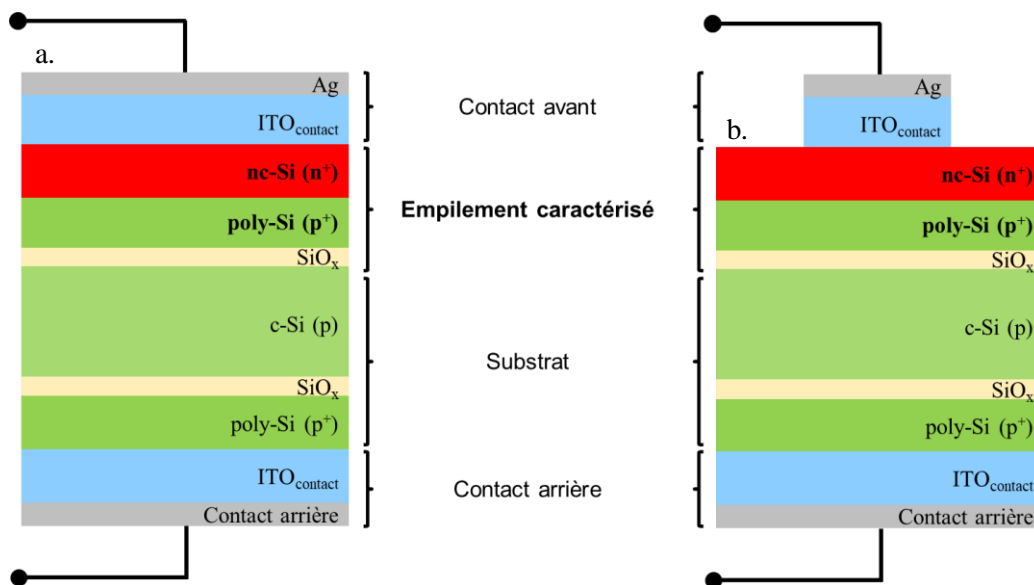 a.
Ag
ITOcontact
nc-Si (n⁺)
poly-Si (p⁺)
SiOₓ
c-Si (p)
SiOₓ
poly-Si (p⁺)
ITOcontact
Contact arrière
Contact avant
Empilement caractérisé
Substrat
Contact arrière
b.
Ag
ITOcontact
nc-Si (n⁺)
poly-Si (p⁺)
SiOₓ
c-Si (p)
SiOₓ
poly-Si (p⁺)
ITOcontact
Contact arrière